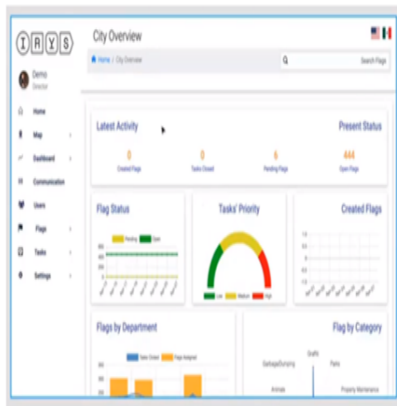 IRYS
City Overview
Demo
Director
Home / City Overview
Search Flags
Home
Map
Dashboard
Communication
Users
Flags
Tasks
Settings
Latest Activity
Present Status
0
0
6
444
Created Flags
Tasks Closed
Pending Flags
Open Flags
Flag Status
Tasks' Priority
Created Flags
Pending
Open
Low
Medium
High
Flags by Department
Flag by Category
Tasks Closed
Flags Assigned
Graffiti
Garbage/Dumping
Parks
Animals
Property Maintenance